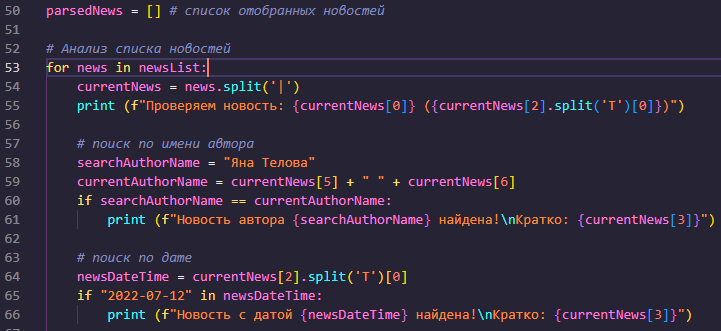 50 parsedNews = [] # список отобранных новостей
51
52 # Анализ списка новостей
53 for news in newsList:
54     currentNews = news.split('|')
55     print (f"Проверяем новость: {currentNews[0]} ({currentNews[2].split('T')[0]})")
56
57     # поиск по имени автора
58     searchAuthorName = "Яна Телова"
59     currentAuthorName = currentNews[5] + " " + currentNews[6]
60     if searchAuthorName == currentAuthorName:
61         print (f"Новость автора {searchAuthorName} найдена!\nКратко: {currentNews[3]}")
62
63     # поиск по дате
64     newsDateTime = currentNews[2].split('T')[0]
65     if "2022-07-12" in newsDateTime:
66         print (f"Новость с датой {newsDateTime} найдена!\nКратко: {currentNews[3]}")